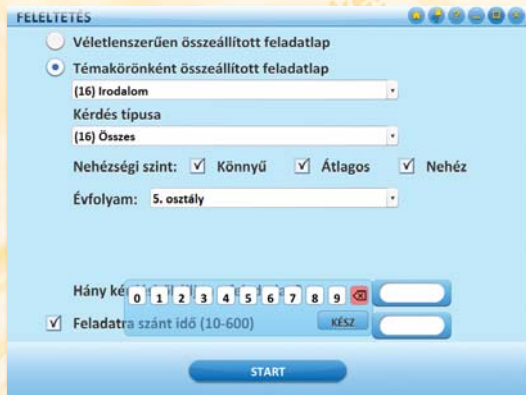 FELELTETÉS
Véletlenszerűen összeállított feladatlap
Témakörönként összeállított feladatlap
(16) Irodalom
Kérdés típusa
(16) Összes
Nehézségi szint: Könnyű Átlagos Nehéz
Évfolyam: 5. osztály
Hány
0 1 2 3 4 5 6 7 8 9
Feladatra szánt idő (10-600) KÉSZ
START